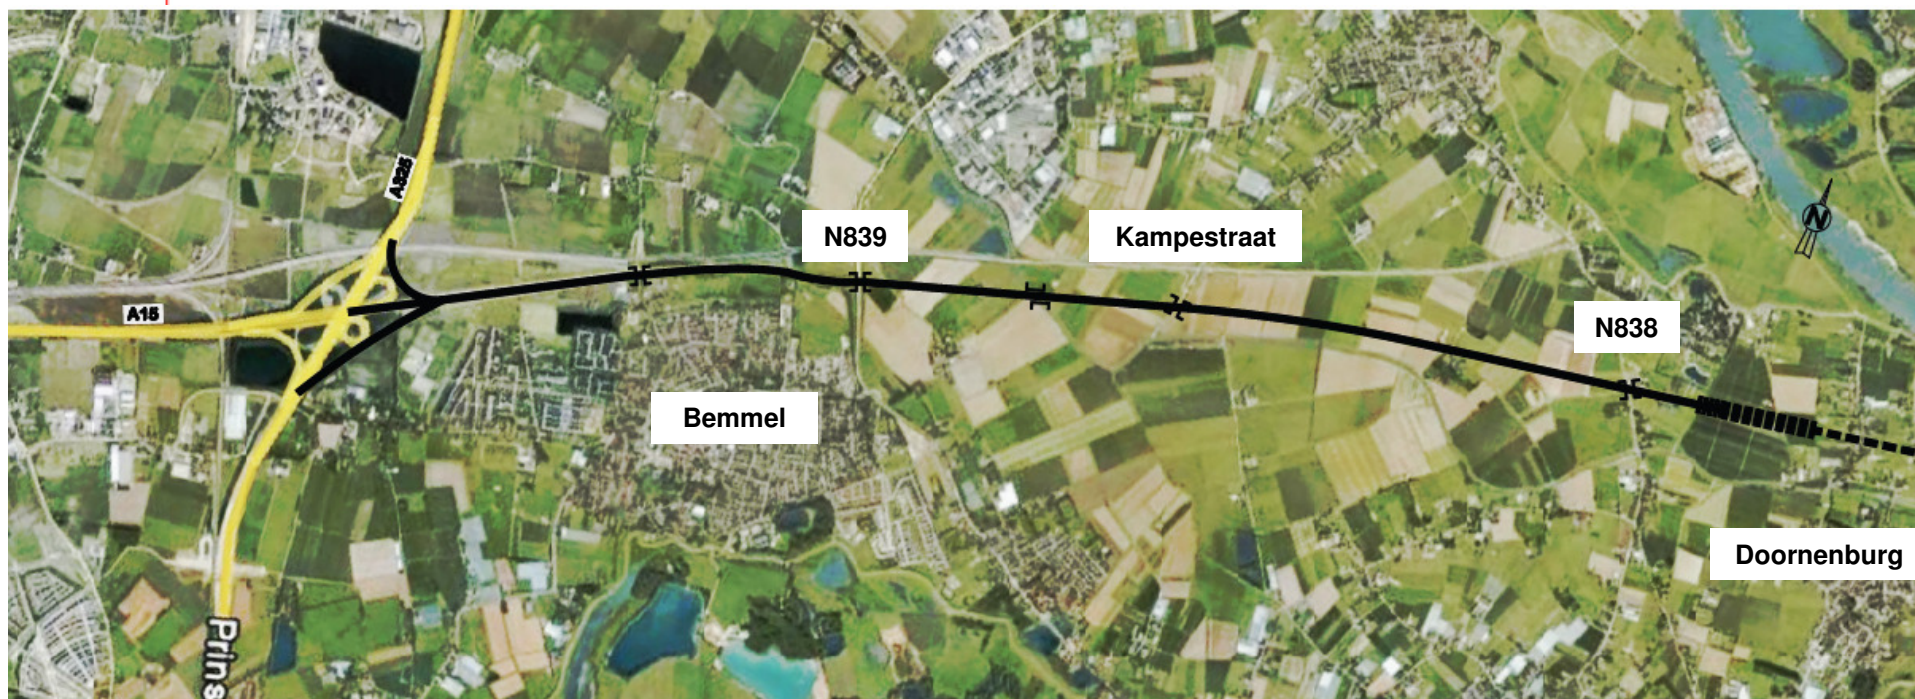 A325
N839
Kampestraat
N
A15
N838
Bemmel
Doornenburg
Prins